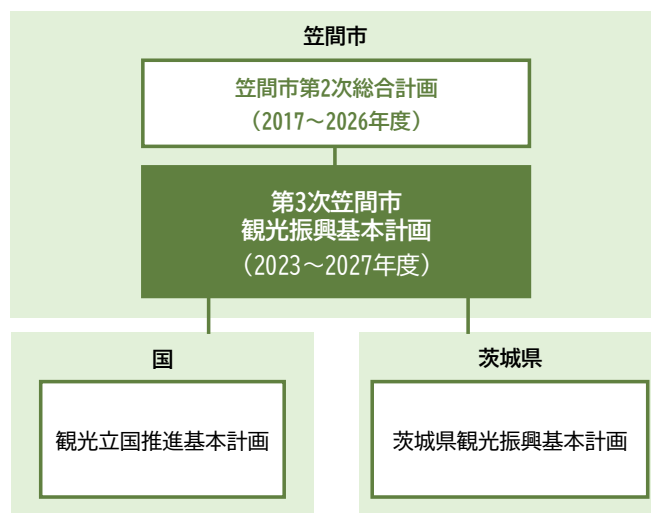 笠間市
笠間市第2次総合計画
（2017～2026年度）
第3次笠間市
観光振興基本計画
（2023～2027年度）
国
観光立国推進基本計画
茨城県
茨城県観光振興基本計画